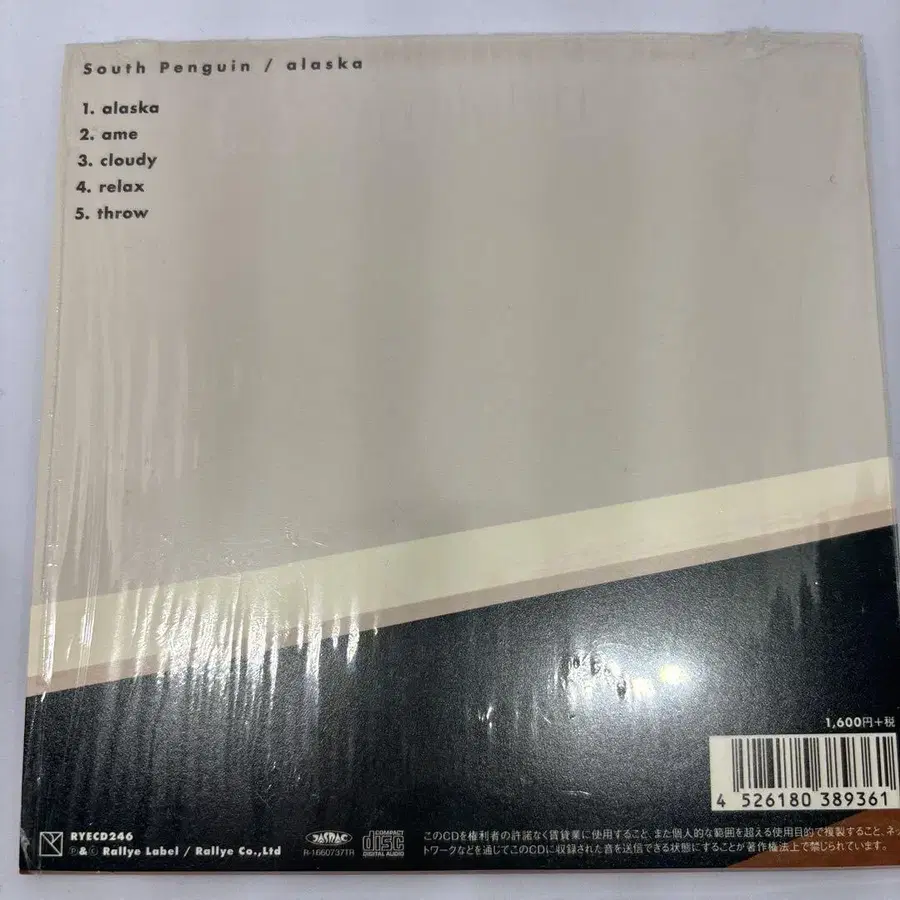 South Penguin / alaska
1. alaska
2. ame
3. cloudy
4. relax
5. throw
1,600円+税
4 526180 389361
RYECD246
Ⓟ&Ⓒ Rallye Label / Rallye Co.,Ltd
JASRAC
R-1660737TR
COMPACT
disc
DIGITAL AUDIO
このCDを権利者の許諾なく賃貸業に使用すること、また個人的な範囲を超える使用目的で複製すること、ネッ
トワークなどを通じてこのCDに収録された音を送信できる状態にすることが著作権法上で禁じられています。